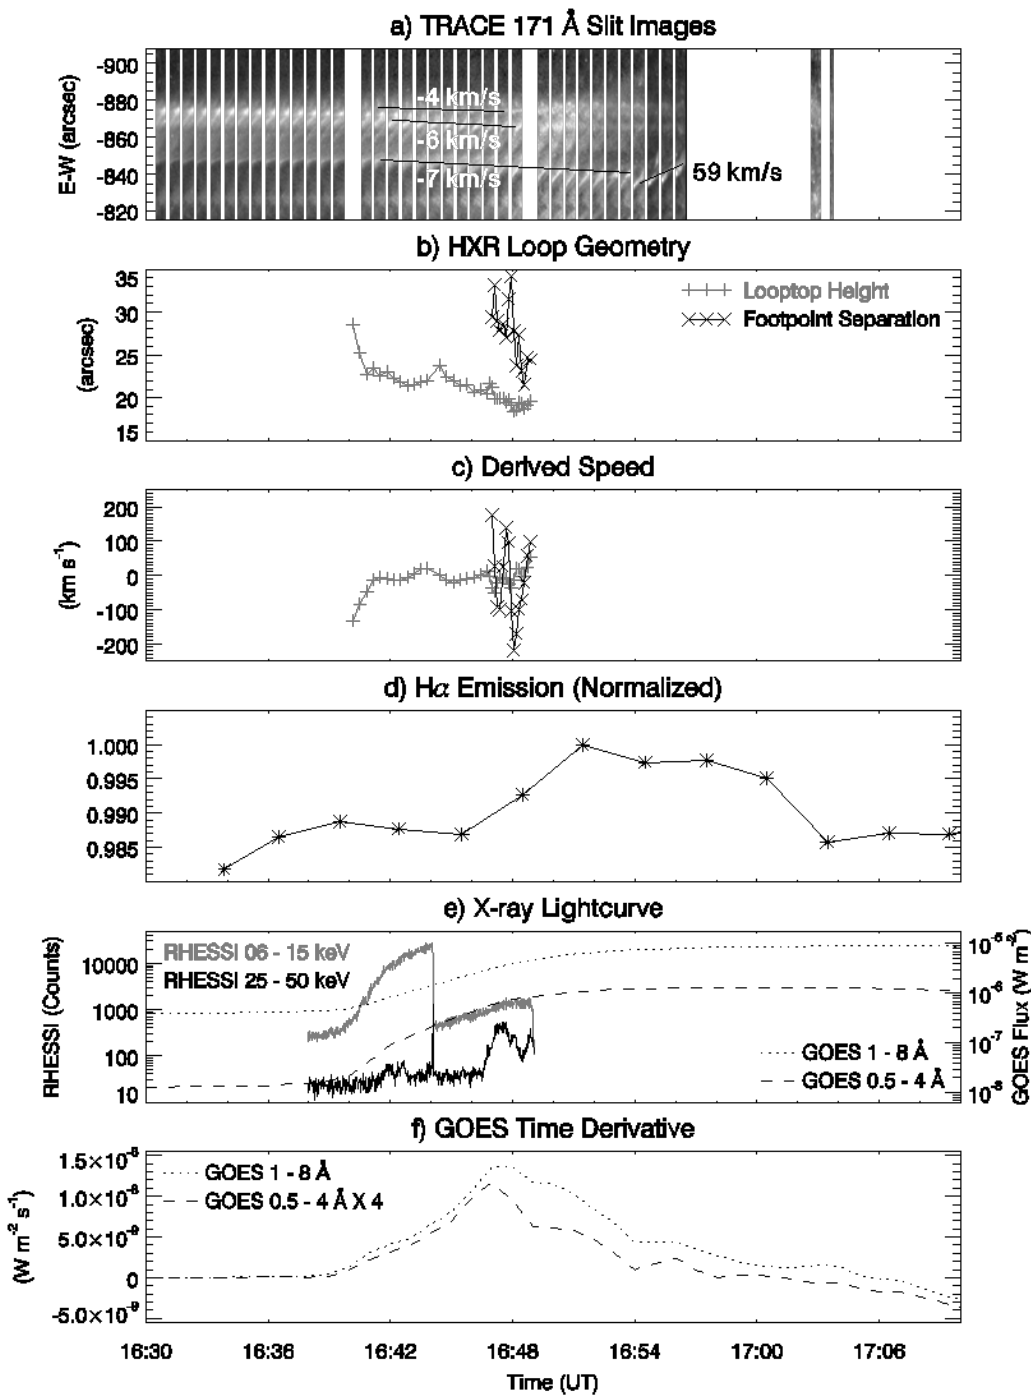 a) TRACE 171 Å Slit Images
-900
-880
-860
-840
-820
E-W (arcsec)
-4 km/s
-6 km/s
-7 km/s
59 km/s
b) HXR Loop Geometry
35
30
25
20
15
(arcsec)
Looptop Height
Footpoint Separation
c) Derived Speed
200
100
0
-100
-200
(km s⁻¹)
d) Hα Emission (Normalized)
1.000
0.995
0.990
0.985
e) X-ray Lightcurve
RHESSI (Counts)
10000
1000
100
10
RHESSI 06 - 15 keV
RHESSI 25 - 50 keV
GOES 1 - 8 Å
GOES 0.5 - 4 Å
10⁻⁵
10⁻⁶
10⁻⁷
10⁻⁸
GOES Flux (W m⁻²)
f) GOES Time Derivative
1.5×10⁻⁸
1.0×10⁻⁸
5.0×10⁻⁹
0
-5.0×10⁻⁹
(W m⁻² s⁻¹)
GOES 1 - 8 Å
GOES 0.5 - 4 Å X 4
16:30
16:36
16:42
16:48
16:54
17:00
17:06
Time (UT)